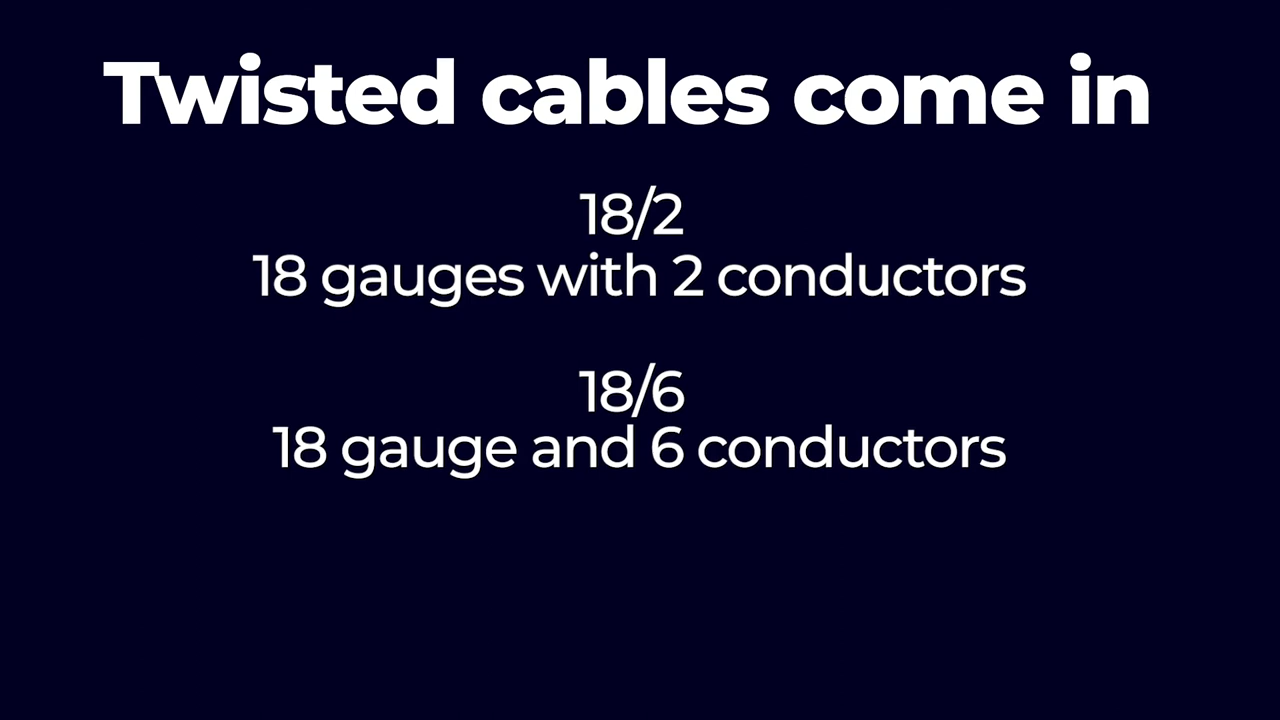 Twisted cables come in
18/2
18 gauges with 2 conductors
18/6
18 gauge and 6 conductors